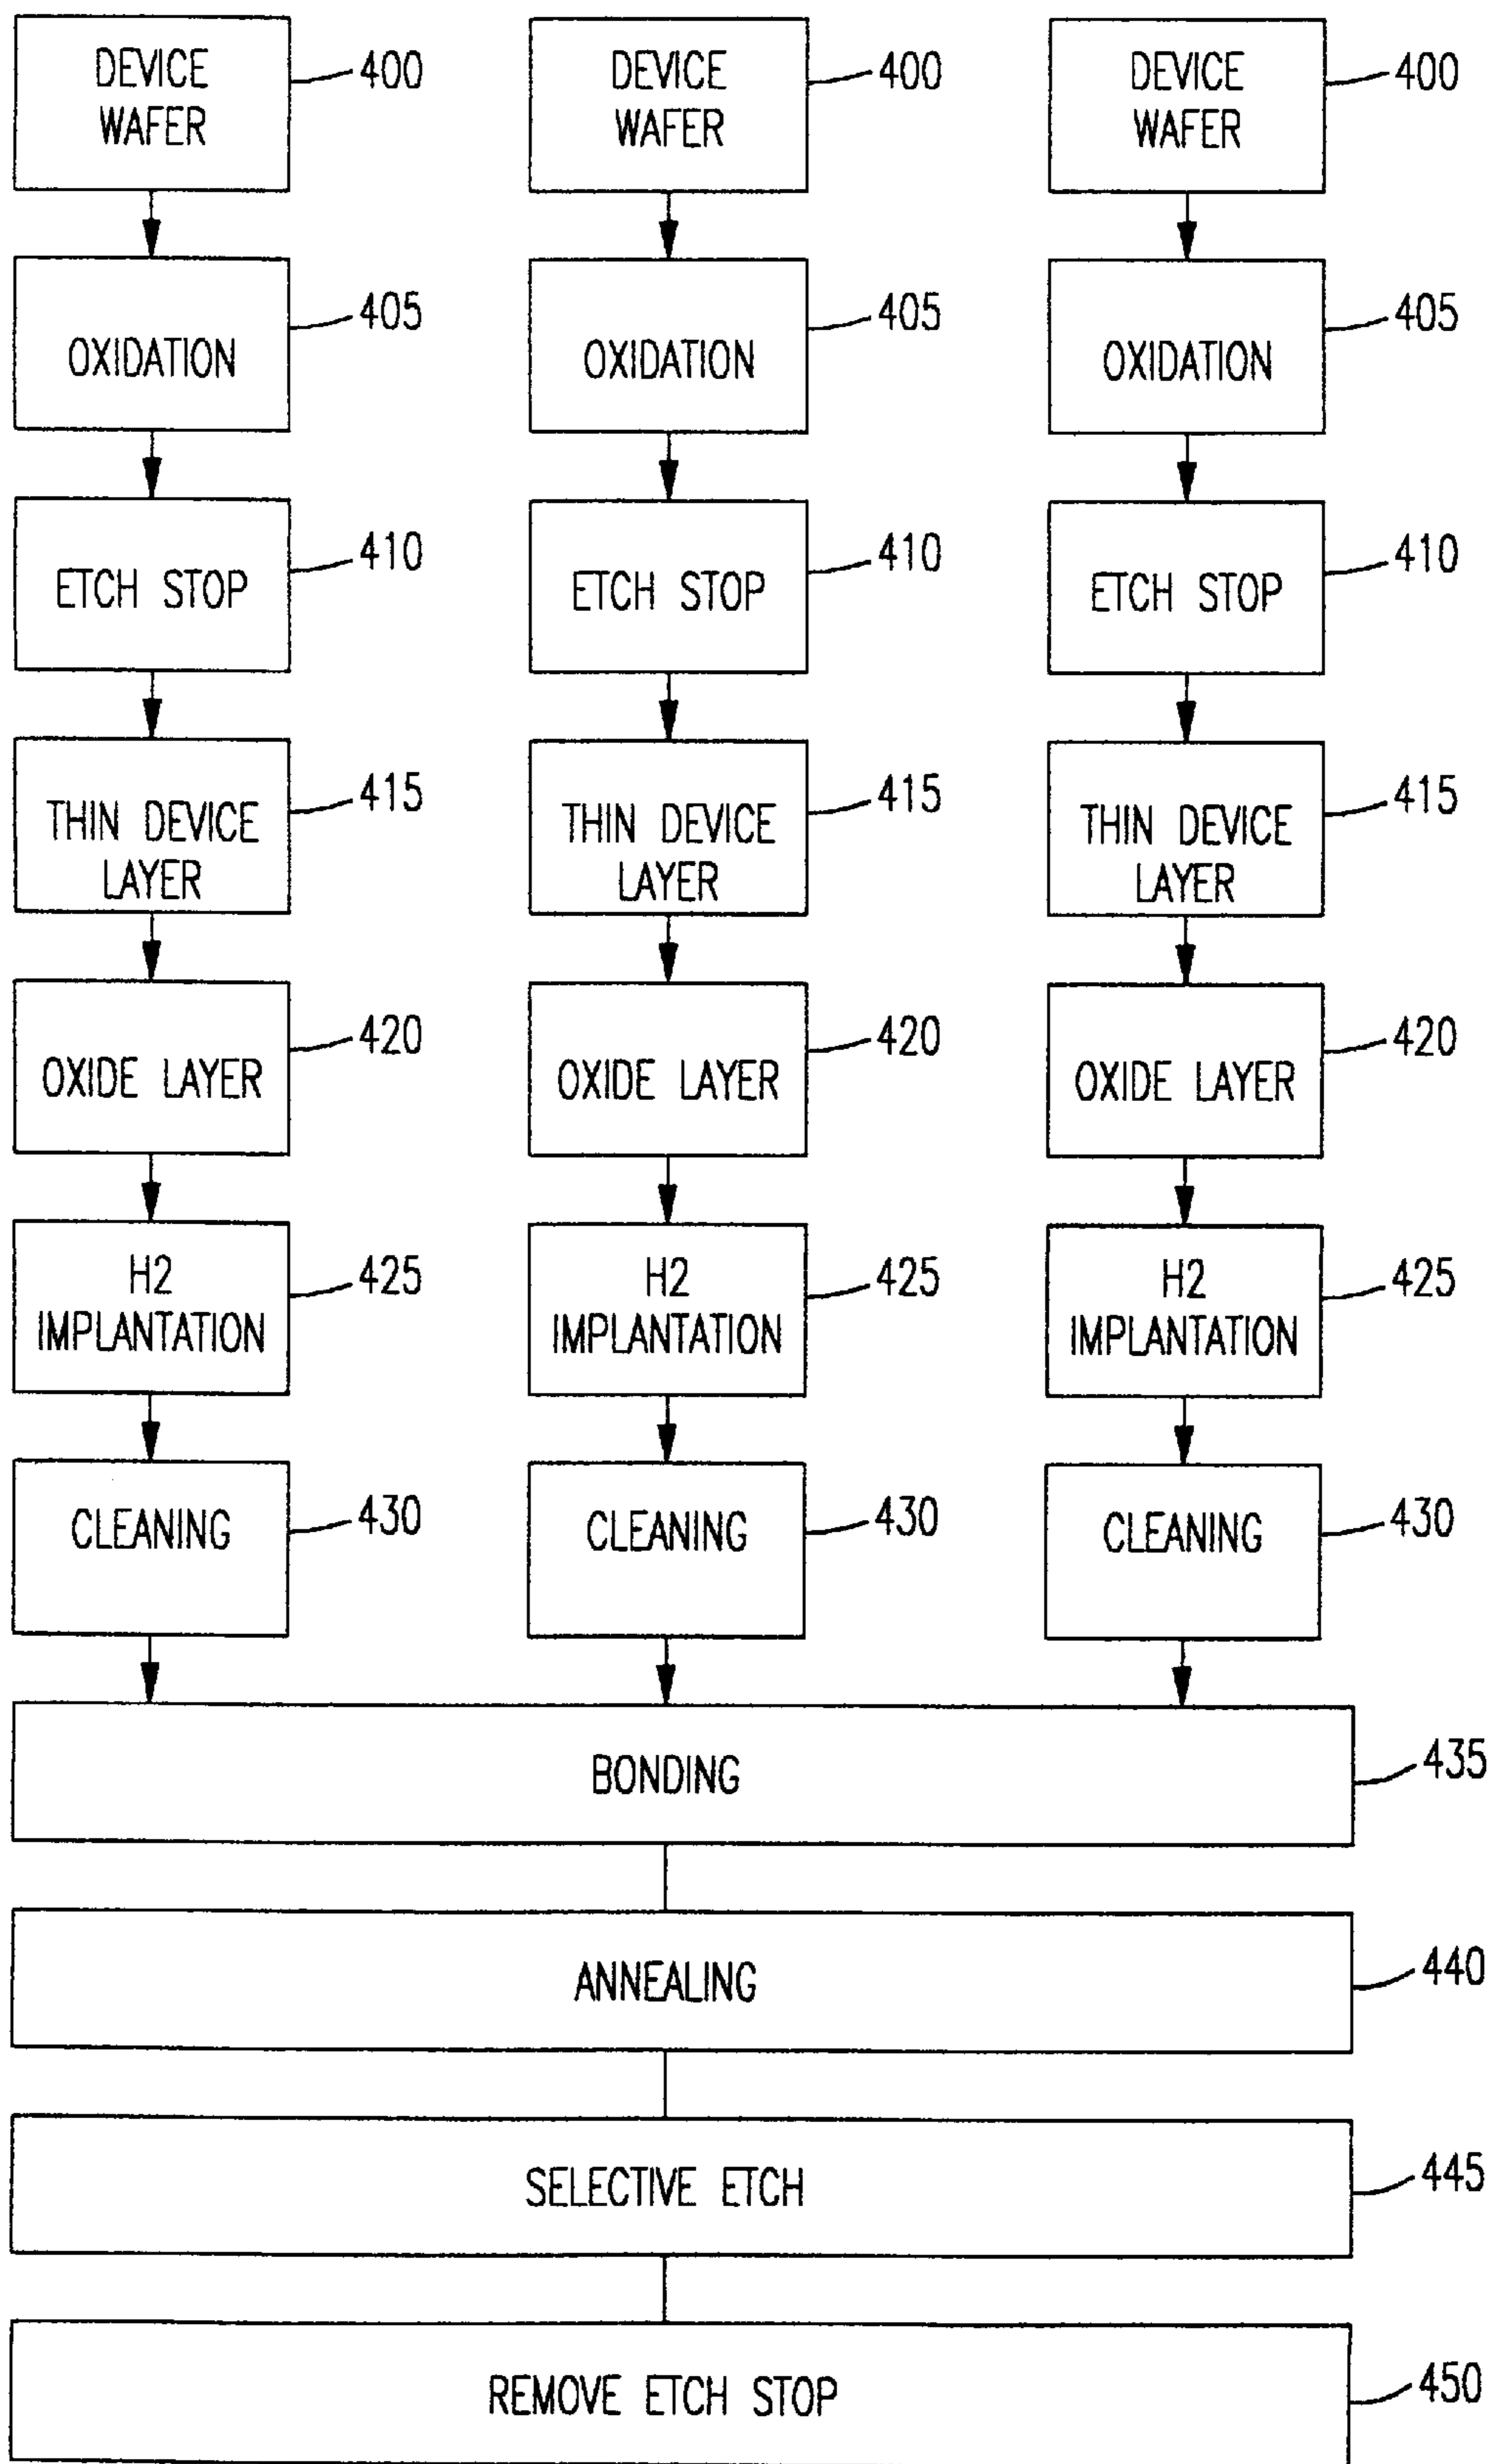 DEVICE WAFER 400 DEVICE WAFER 400 DEVICE WAFER 400
OXIDATION 405 OXIDATION 405 OXIDATION 405
ETCH STOP 410 ETCH STOP 410 ETCH STOP 410
THIN DEVICE LAYER 415 THIN DEVICE LAYER 415 THIN DEVICE LAYER 415
OXIDE LAYER 420 OXIDE LAYER 420 OXIDE LAYER 420
H2 IMPLANTATION 425 H2 IMPLANTATION 425 H2 IMPLANTATION 425
CLEANING 430 CLEANING 430 CLEANING 430
BONDING 435
ANNEALING 440
SELECTIVE ETCH 445
REMOVE ETCH STOP 450